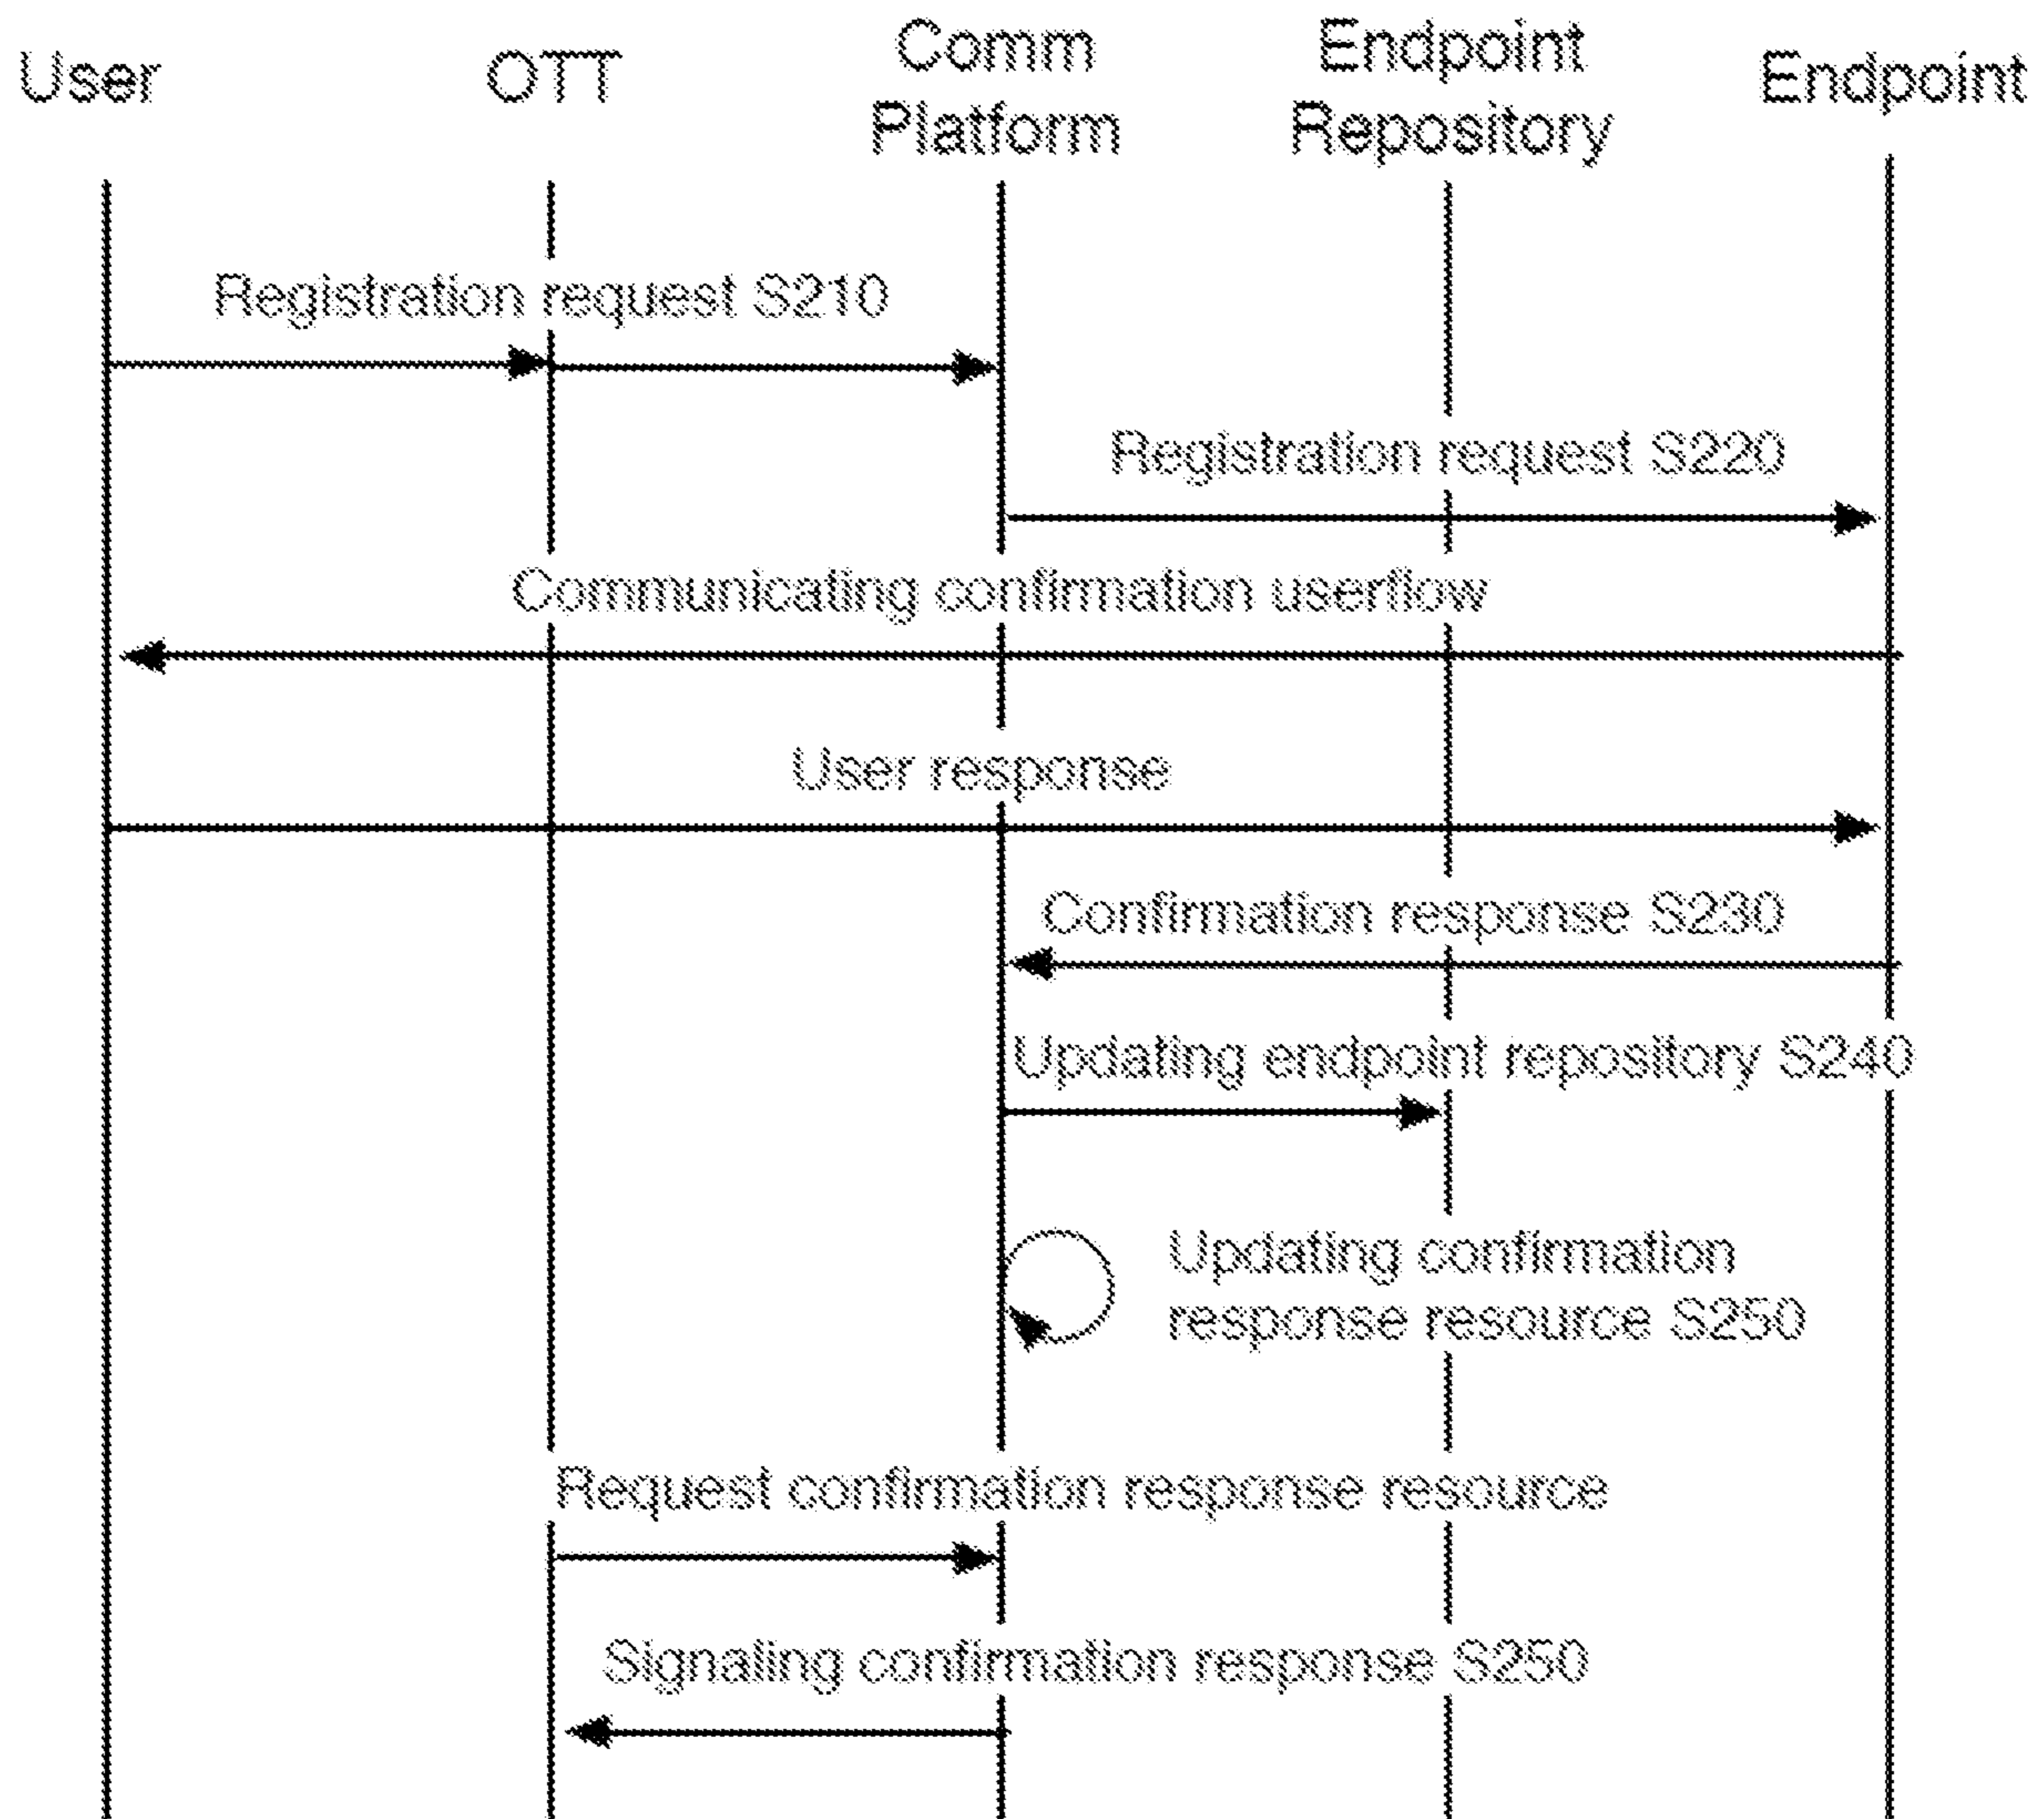 User
OTT
Comm
Platform
Endpoint
Repository
Endpoint
Registration request S210
Registration request S220
Communicating confirmation userflow
User response
Confirmation response S230
Updating endpoint repository S240
Updating confirmation
response resource S250
Request confirmation response resource
Signaling confirmation response S250